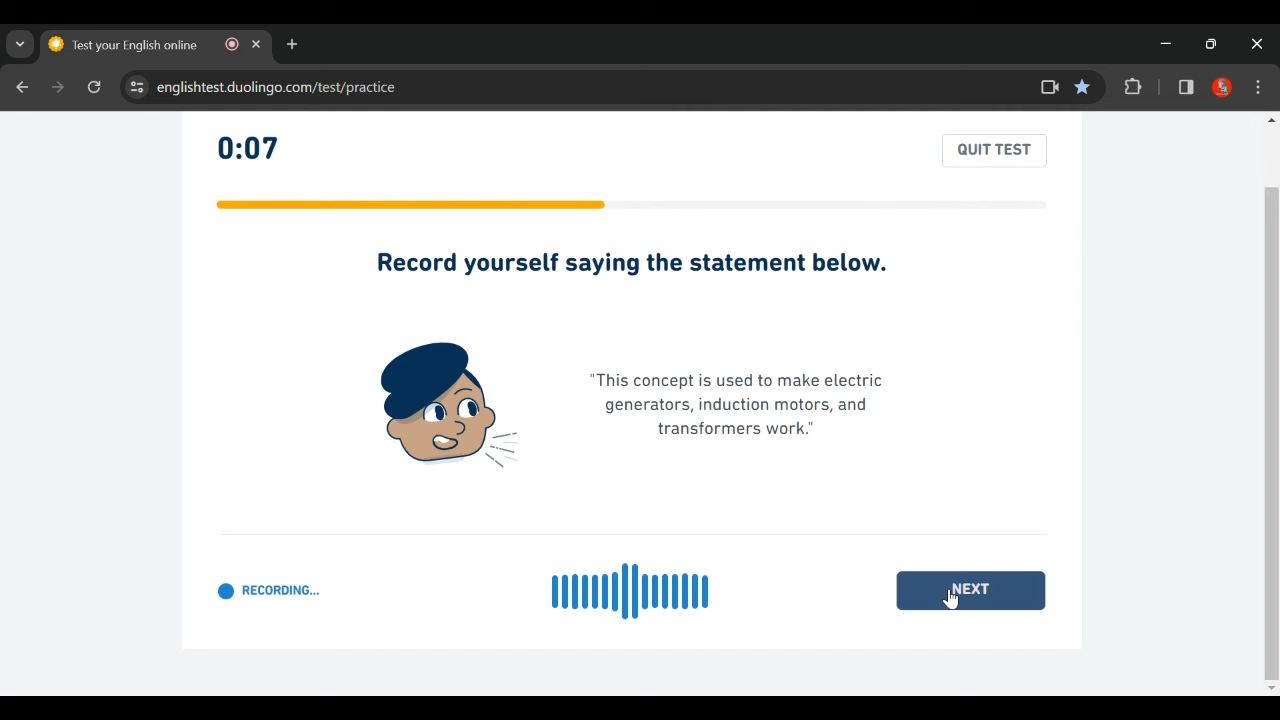 Test your English online
englishtest.duolingo.com/test/practice
0:07
QUIT TEST
Record yourself saying the statement below.
"This concept is used to make electric
generators, induction motors, and
transformers work."
RECORDING...
NEXT